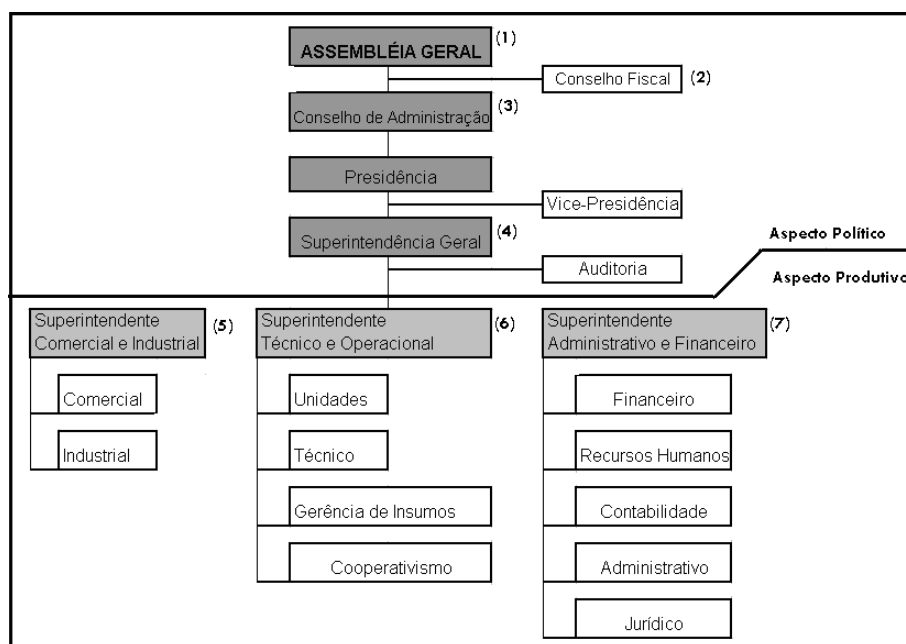 ASSEMBLÉIA GERAL (1)
Conselho Fiscal (2)
Conselho de Administração (3)
Presidência
Vice-Presidência
Superintendência Geral (4)
Aspecto Político
Auditoria
Aspecto Produtivo
Superintendente
Comercial e Industrial (5)
Comercial
Industrial
Superintendente
Técnico e Operacional (6)
Unidades
Técnico
Gerência de Insumos
Cooperativismo
Superintendente
Administrativo e Financeiro (7)
Financeiro
Recursos Humanos
Contabilidade
Administrativo
Jurídico